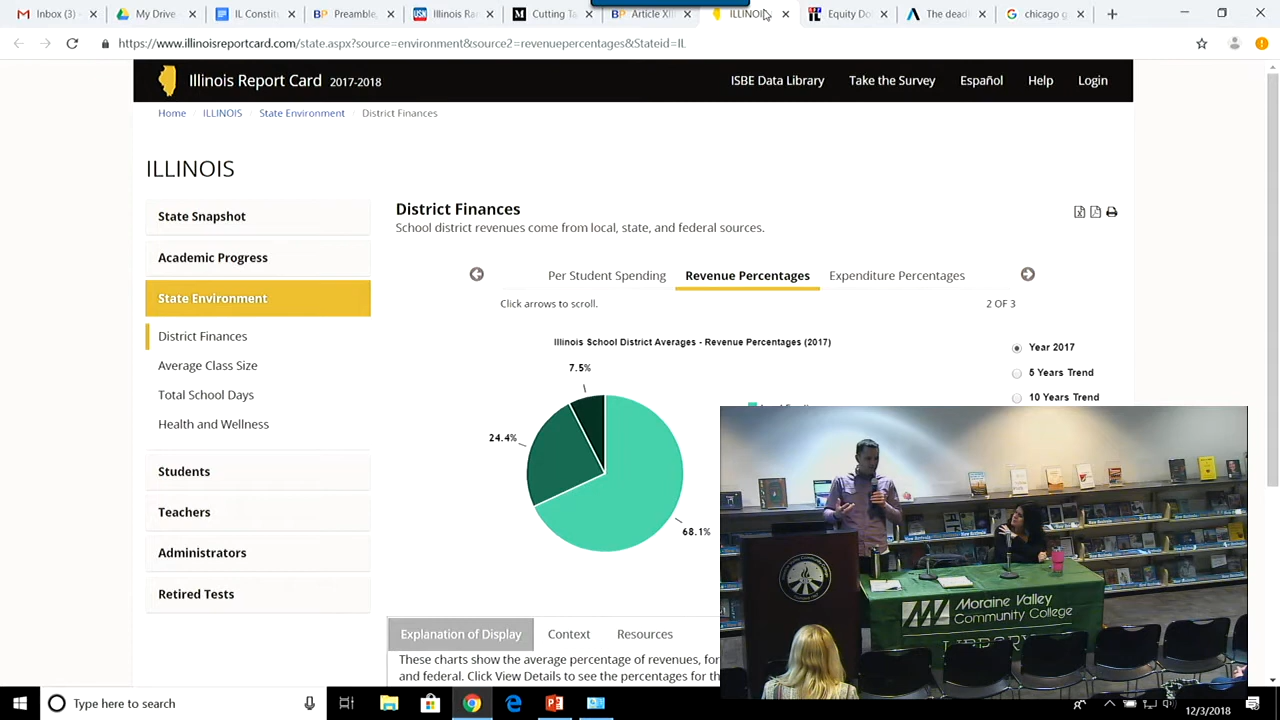 Inbox (3)
My Drive
IL Constit
Preamble,
Illinois Ra
Cutting Ta
Article XII
ILLINOIS
Equity Do
The deadl
chicago g
https://www.illinoisreportcard.com/state.aspx?source=environment&source2=revenuepercentages&Stateid=IL
Illinois Report Card 2017-2018
ISBE Data Library
Take the Survey
Español
Help
Login
Home / ILLINOIS / State Environment / District Finances
ILLINOIS
State Snapshot
Academic Progress
State Environment
District Finances
Average Class Size
Total School Days
Health and Wellness
Students
Teachers
Administrators
Retired Tests
District Finances
School district revenues come from local, state, and federal sources.
Per Student Spending
Revenue Percentages
Expenditure Percentages
Click arrows to scroll.
2 OF 3
Illinois School District Averages - Revenue Percentages (2017)
Year 2017
5 Years Trend
10 Years Trend
7.5%
24.4%
68.1%
Explanation of Display
Context
Resources
These charts show the average percentage of revenues, for
and federal. Click View Details to see the percentages for th
Moraine Valley
Community College
LIBRARY
Type here to search
12/3/2018